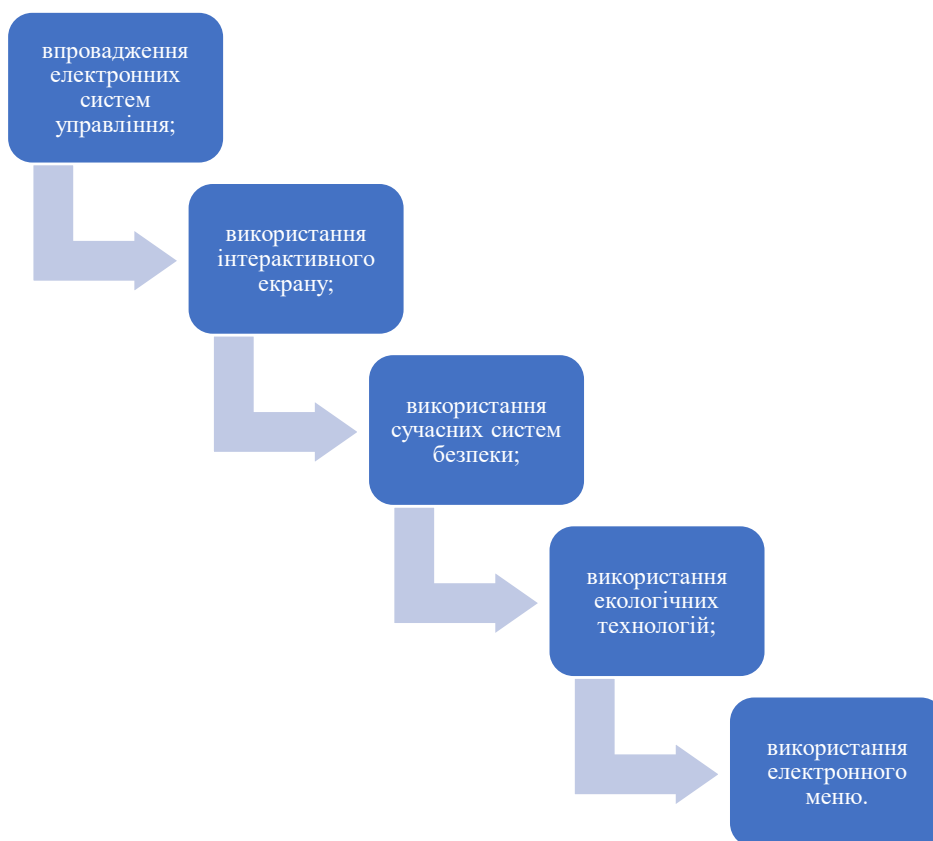 впровадження
електронних
систем
управління;
використання
інтерактивного
екрану;
використання
сучасних систем
безпеки;
використання
екологічних
технологій;
використання
електронного
меню.